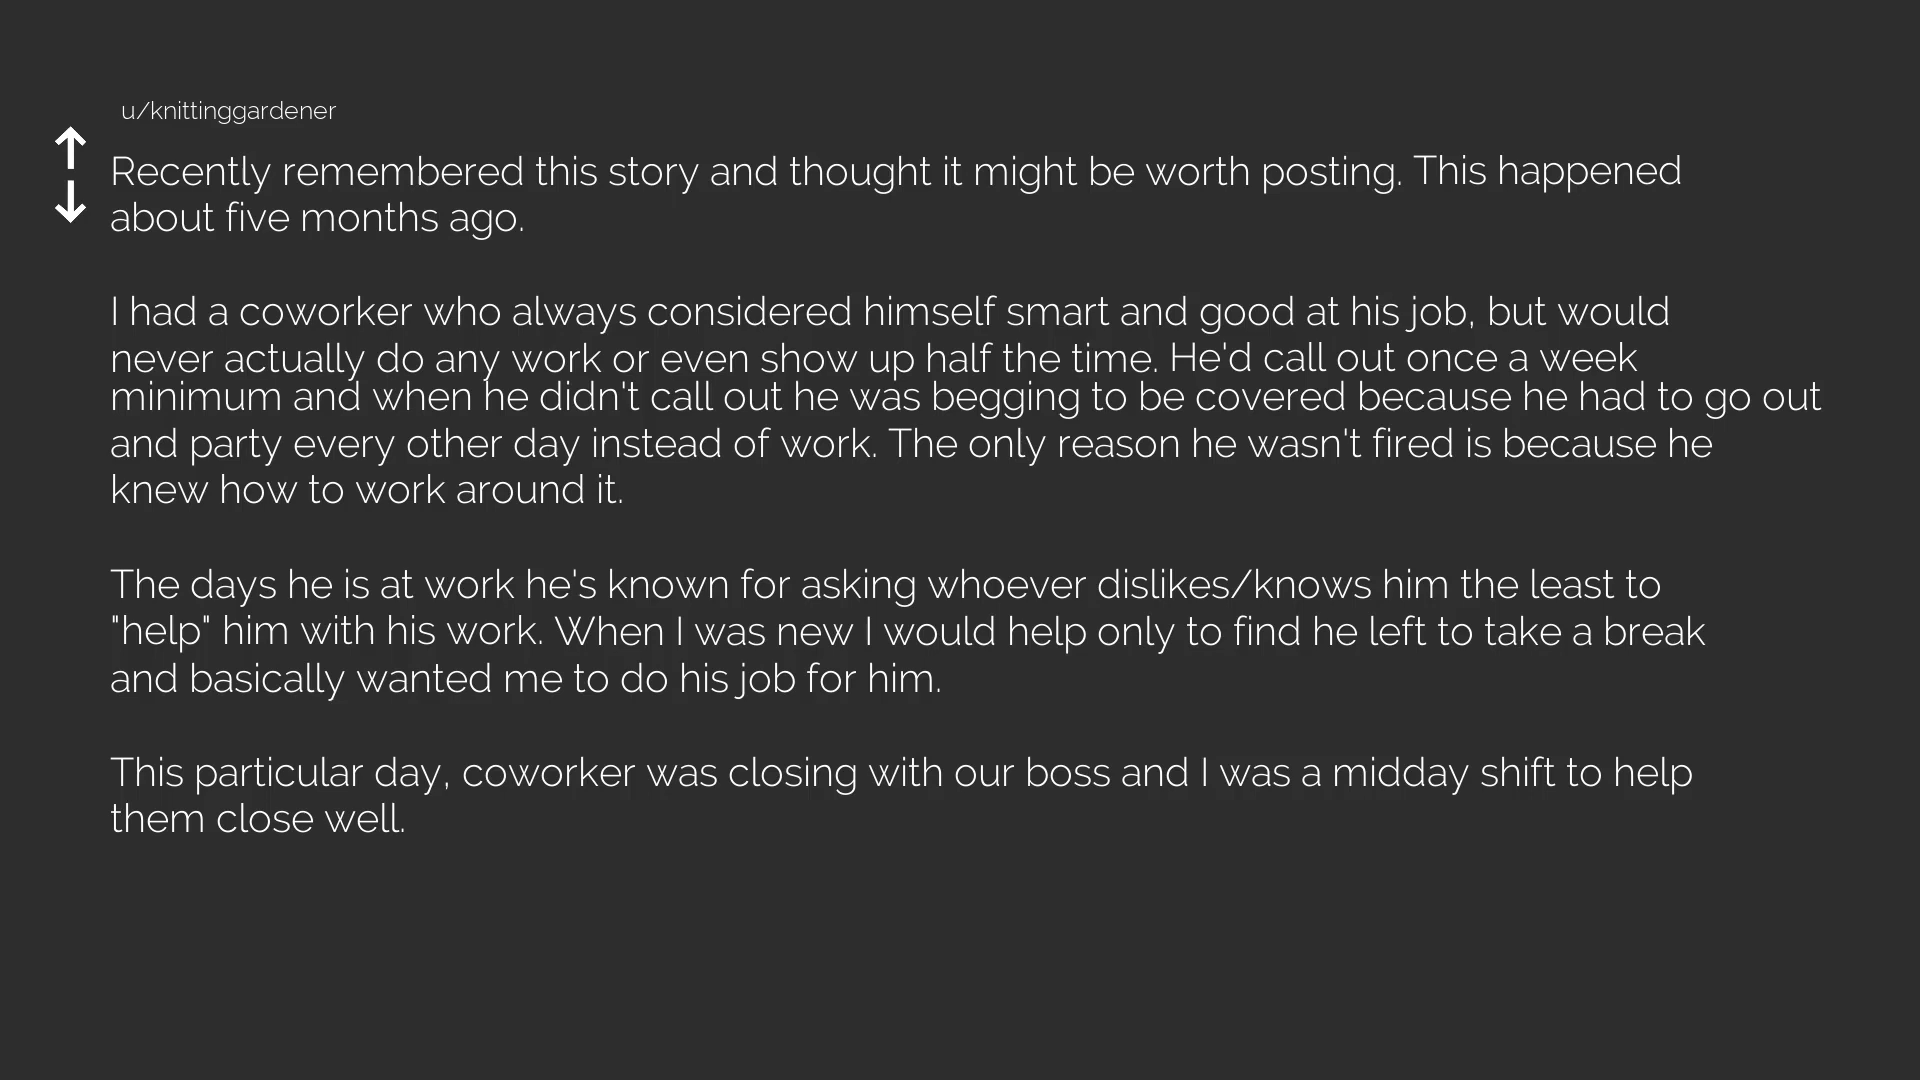 u/knittinggardener
Recently remembered this story and thought it might be worth posting. This happened
about five months ago.
I had a coworker who always considered himself smart and good at his job, but would
never actually do any work or even show up half the time. He'd call out once a week
minimum and when he didn't call out he was begging to be covered because he had to go out
and party every other day instead of work. The only reason he wasn't fired is because he
knew how to work around it.
The days he is at work he's known for asking whoever dislikes/knows him the least to
"help" him with his work. When I was new I would help only to find he left to take a break
and basically wanted me to do his job for him.
This particular day, coworker was closing with our boss and I was a midday shift to help
them close well.